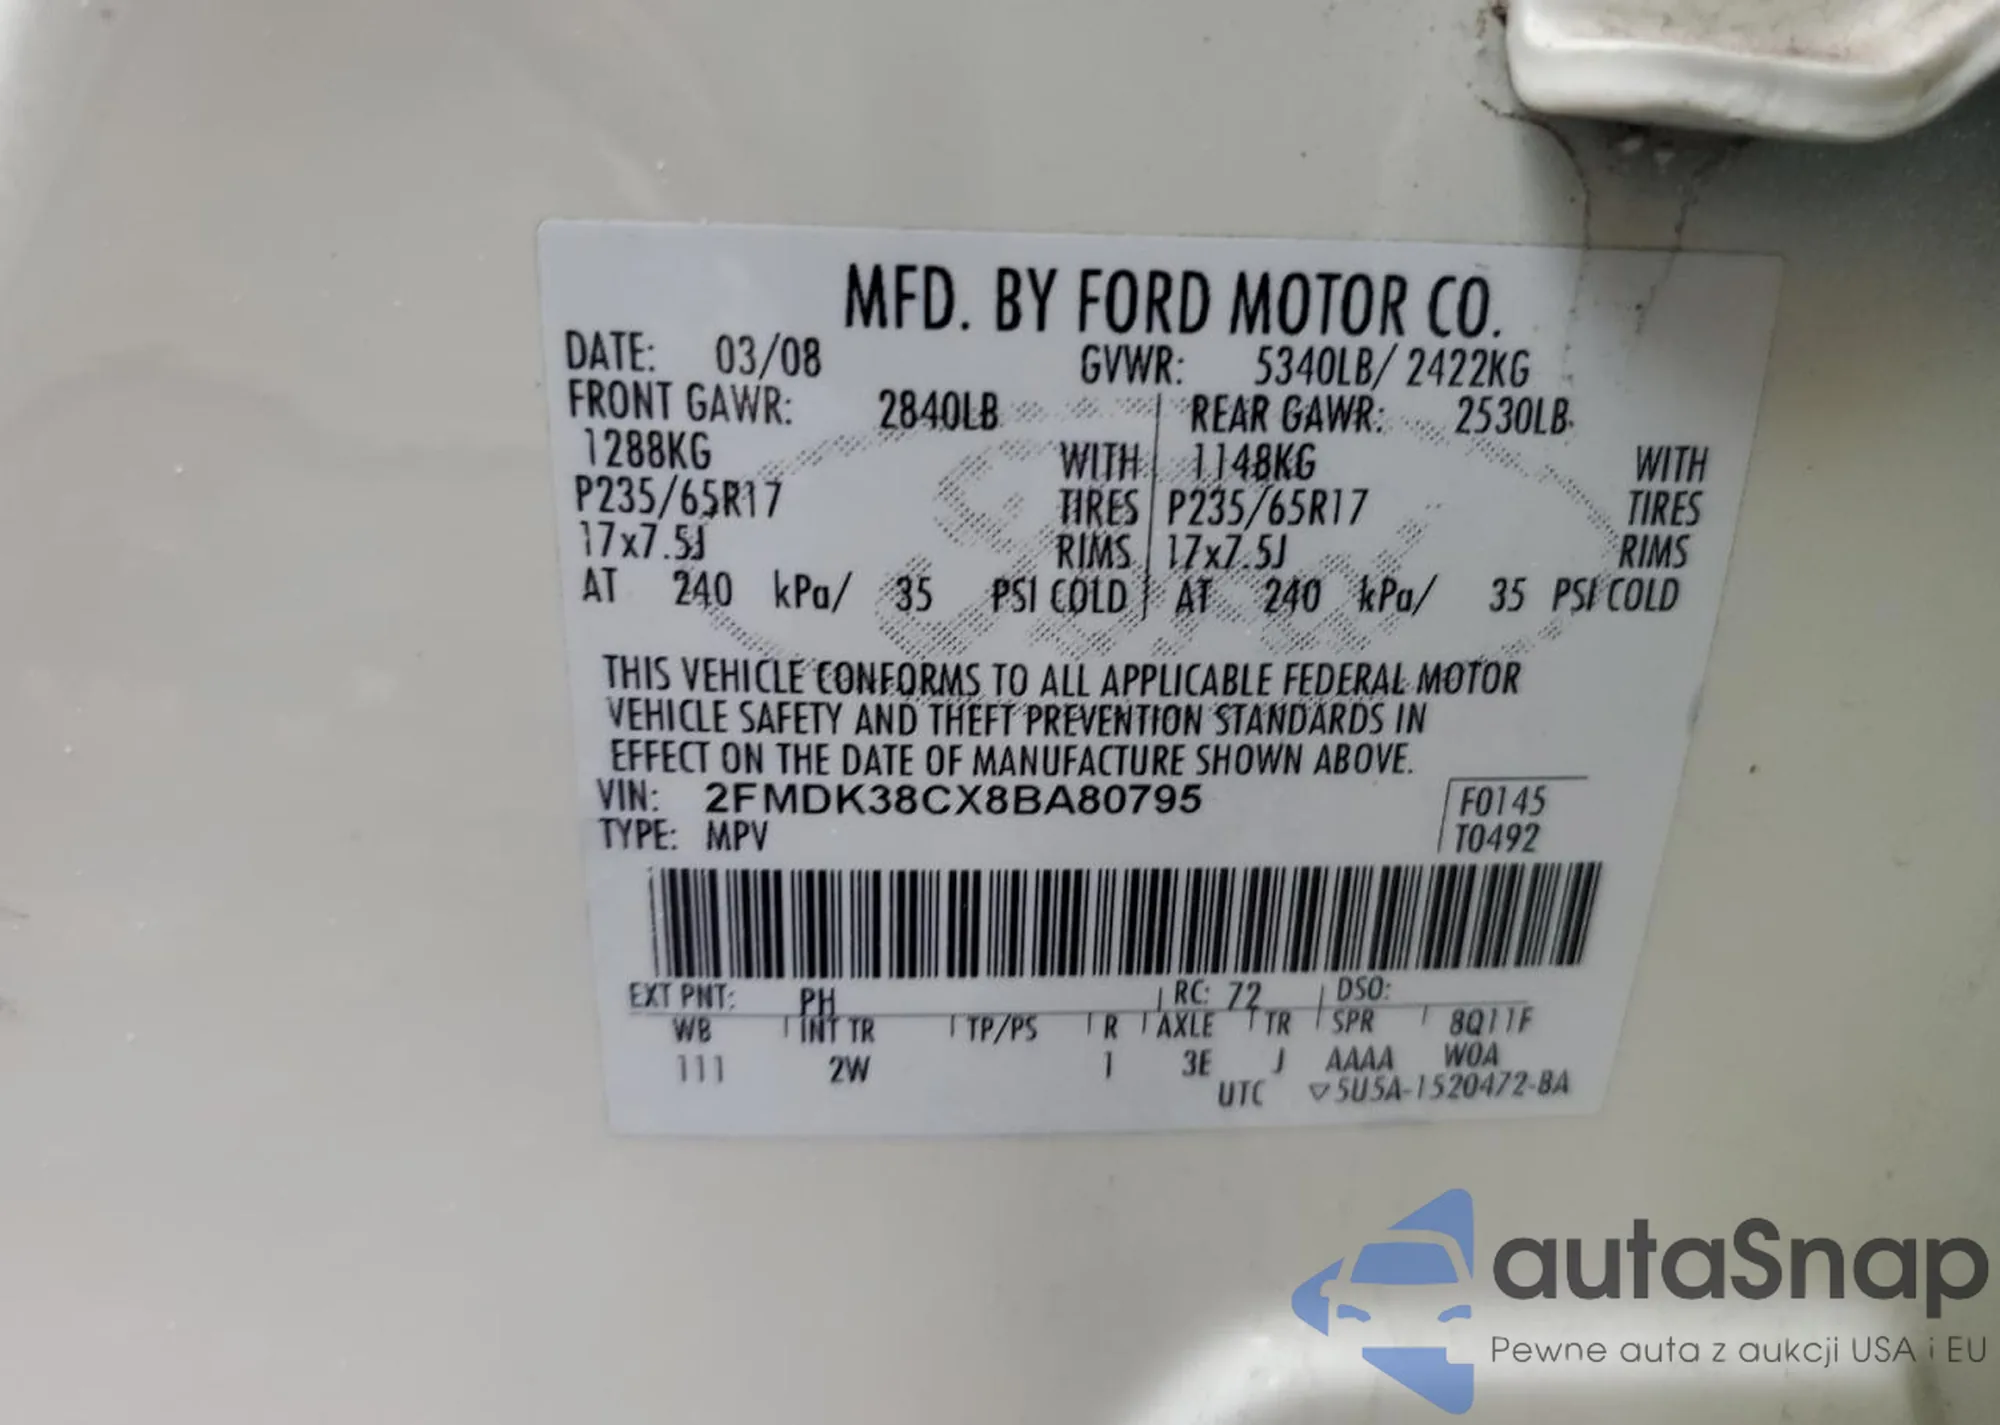 MFD. BY FORD MOTOR CO.
DATE: 03/08 GVWR: 5340LB/ 2422KG
FRONT GAWR: 2840LB REAR GAWR: 2530LB
1288KG WITH 1148KG WITH
P235/65R17 TIRES P235/65R17 TIRES
17x7.5J RIMS 17x7.5J RIMS
AT 240 kPa/ 35 PSI COLD AT 240 kPa/ 35 PSI COLD
THIS VEHICLE CONFORMS TO ALL APPLICABLE FEDERAL MOTOR
VEHICLE SAFETY AND THEFT PREVENTION STANDARDS IN
EFFECT ON THE DATE OF MANUFACTURE SHOWN ABOVE.
VIN: 2FMDK38CX8BA80795 F0145
TYPE: MPV T0492
EXT PNT: PH RC: 72 DSO:
WB INT TR TP/PS R AXLE TR SPR 8Q11F
111 2W 1 3E J AAAA W0A
UTC ▽5U5A-1520472-BA
autaSnap
Pewne auta z aukcji USA i EU